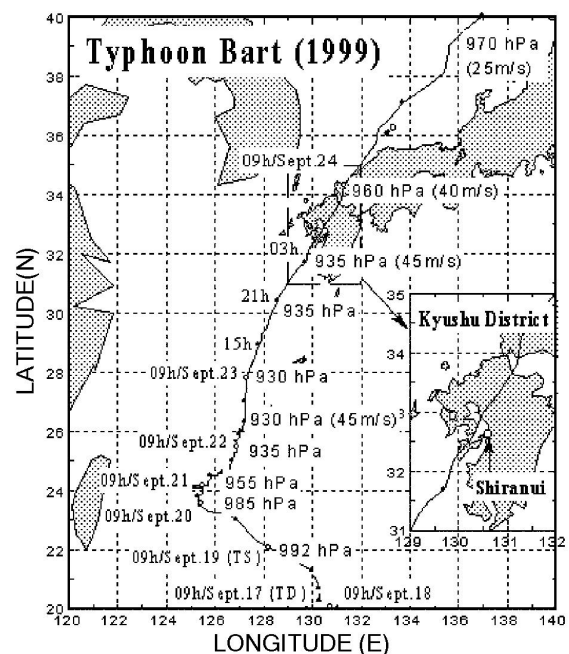 Typhoon Bart (1999)
970 hPa
(25m/s)
09h/Sept.24
960 hPa (40m/s)
03h
935 hPa (45m/s)
21h
935 hPa
15h
09h/Sept.23
930 hPa
930 hPa (45m/s)
09h/Sept.22
935 hPa
09h/Sept.21
955 hPa
985 hPa
09h/Sept.20
992 hPa
09h/Sept.19 (TS)
09h/Sept.17 (TD)
09h/Sept.18
40
38
36
34
32
30
28
26
24
22
20
LATITUDE(N)
120 122 124 126 128 130 132 134 136 138 140
LONGITUDE (E)
Kyushu District
Shiranui
35
34
33
32
31
129 130 131 132